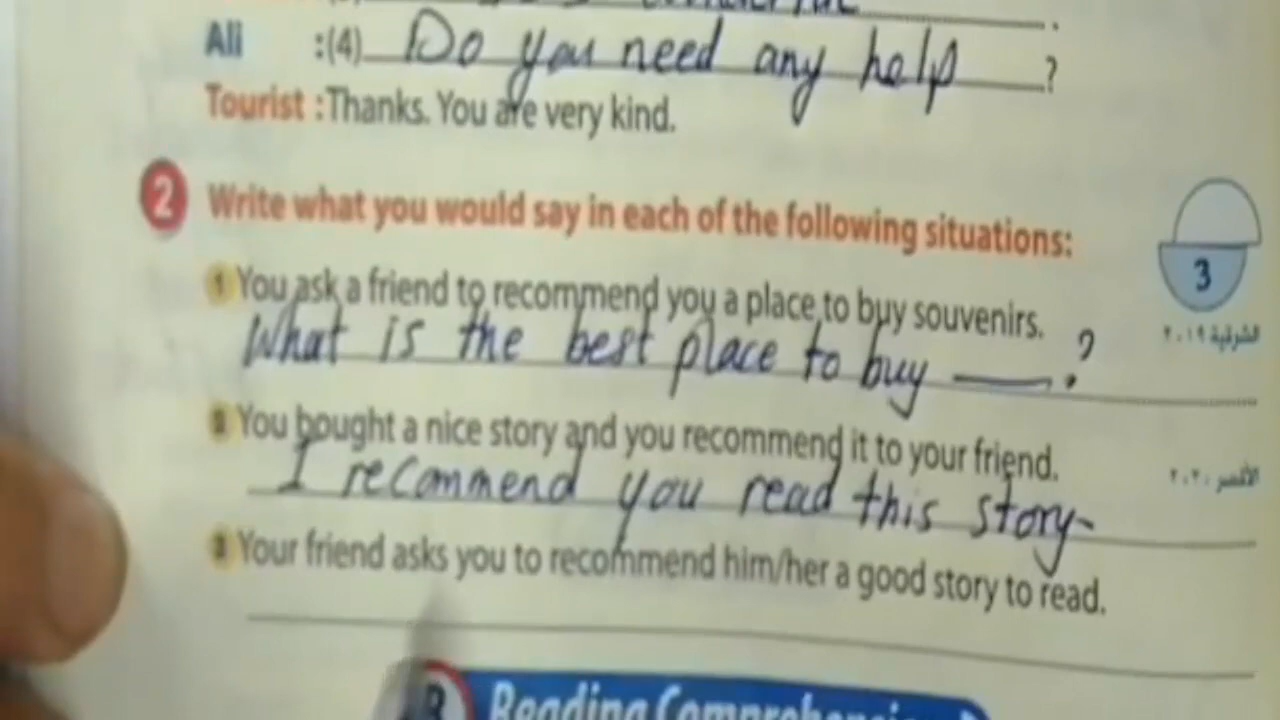 Ali :(4) Do you need any help ?
Tourist : Thanks. You are very kind.
2 Write what you would say in each of the following situations:
3
1 You ask a friend to recommend you a place to buy souvenirs.
الشرقية ٢٠١٩
What is the best place to buy ——?
2 You bought a nice story and you recommend it to your friend.
الأقصر ٢٠٢٠
I recommend you read this story-
3 Your friend asks you to recommend him/her a good story to read.
B Reading Comprehension